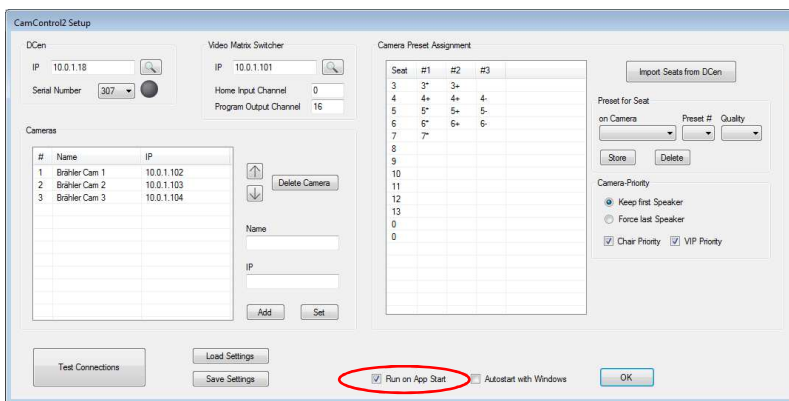 CamControl2 Setup
DCen
IP 10.0.1.18
Serial Number 307
Video Matrix Switcher
IP 10.0.1.101
Home Input Channel 0
Program Output Channel 16
Cameras
# Name IP
1 Brähler Cam 1 10.0.1.102
2 Brähler Cam 2 10.0.1.103
3 Brähler Cam 3 10.0.1.104
Delete Camera
Name
IP
Add Set
Camera Preset Assignment
Seat #1 #2 #3
3 3* 3+
4 4+ 4+ 4-
5 5* 5+ 5-
6 6* 6+ 6-
7 7*
8
9
10
11
12
13
0
0
Import Seats from DCen
Preset for Seat
on Camera Preset # Quality
Store Delete
Camera-Priority
Keep first Speaker
Force last Speaker
Chair Priority VIP Priority
Test Connections
Load Settings
Save Settings
Run on App Start Autostart with Windows OK